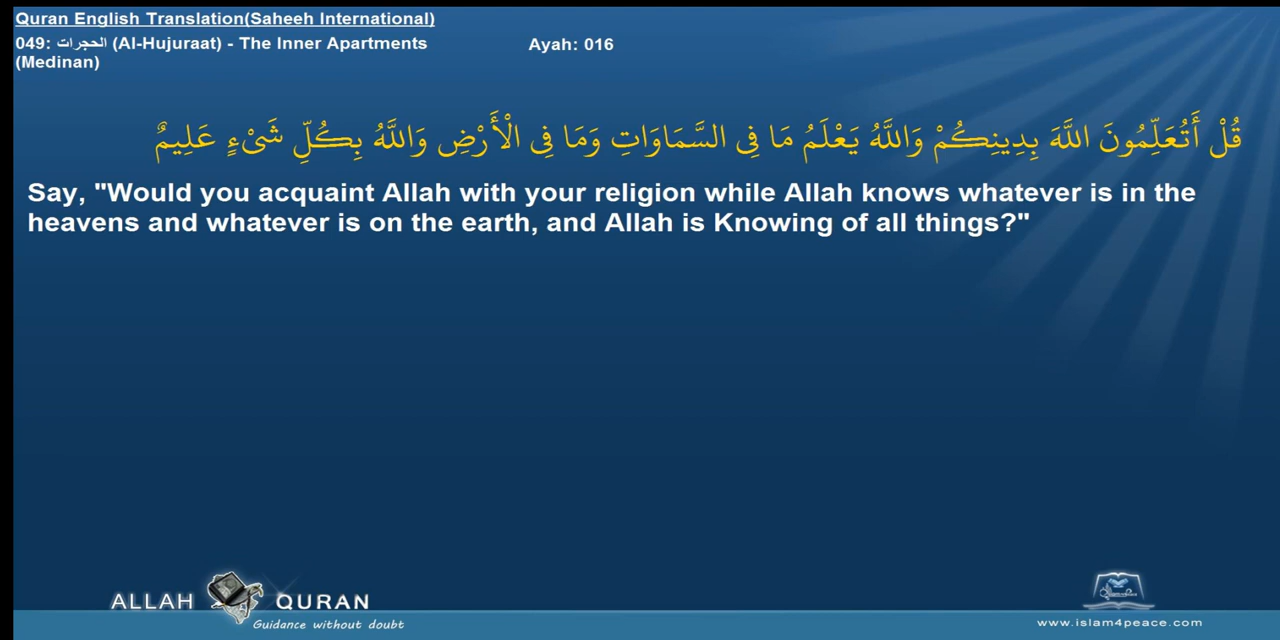 Quran English Translation(Saheeh International)
049: الحجرات (Al-Hujuraat) - The Inner Apartments
(Medinan)
Ayah: 016
قُلْ أَتُعَلِّمُونَ اللَّهَ بِدِينِكُمْ وَاللَّهُ يَعْلَمُ مَا فِى السَّمَاوَاتِ وَمَا فِى الْأَرْضِ وَاللَّهُ بِكُلِّ شَىْءٍ عَلِيمٌ
Say, "Would you acquaint Allah with your religion while Allah knows whatever is in the
heavens and whatever is on the earth, and Allah is Knowing of all things?"
ALLAH QURAN
Guidance without doubt
www.islam4peace.com